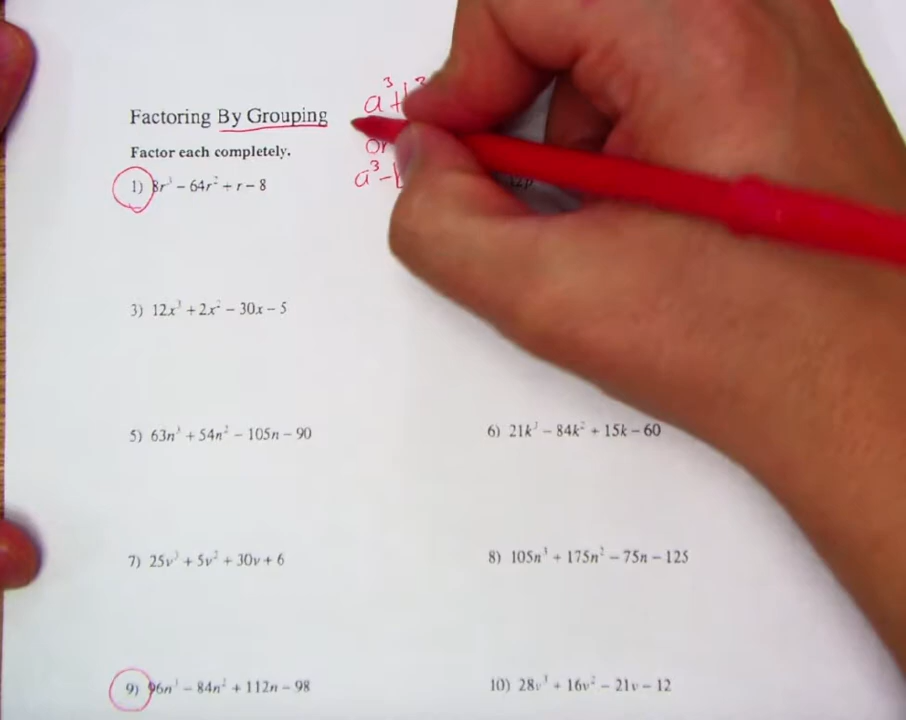 Factoring By Grouping
a³+
or
a³-
Factor each completely.
1) 8r³ − 64r² + r − 8
3) 12x³ + 2x² − 30x − 5
5) 63n³ + 54n² − 105n − 90
6) 21k³ − 84k² + 15k − 60
7) 25v³ + 5v² + 30v + 6
8) 105n³ + 175n² − 75n − 125
9) 96n³ − 84n² + 112n − 98
10) 28v³ + 16v² − 21v − 12